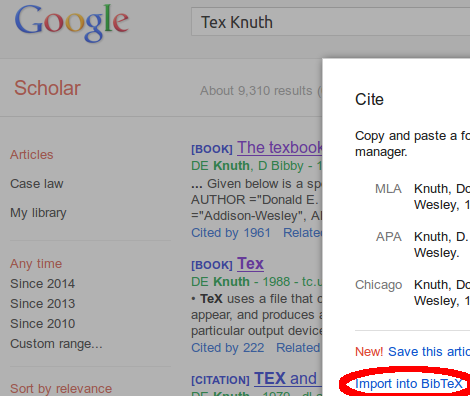 Google
Tex Knuth
Scholar
About 9,310 results (
Articles
Case law
My library
Any time
Since 2014
Since 2013
Since 2010
Custom range...
Sort by relevance
[BOOK] The texbook
DE Knuth, D Bibby - 1
... Given below is a spe
AUTHOR ="Donald E.
="Addison-Wesley", A
Cited by 1961 Related
[BOOK] Tex
DE Knuth - 1988 - tc.u
• TeX uses a file that d
appear, and produces a
particular output device
Cited by 222 Related
[CITATION] TEX and
Cite
Copy and paste a fo
manager.
MLA Knuth, Do
Wesley, 1
APA Knuth, D.
Wesley.
Chicago Knuth, Do
Wesley, 1
New! Save this artic
Import into BibTeX